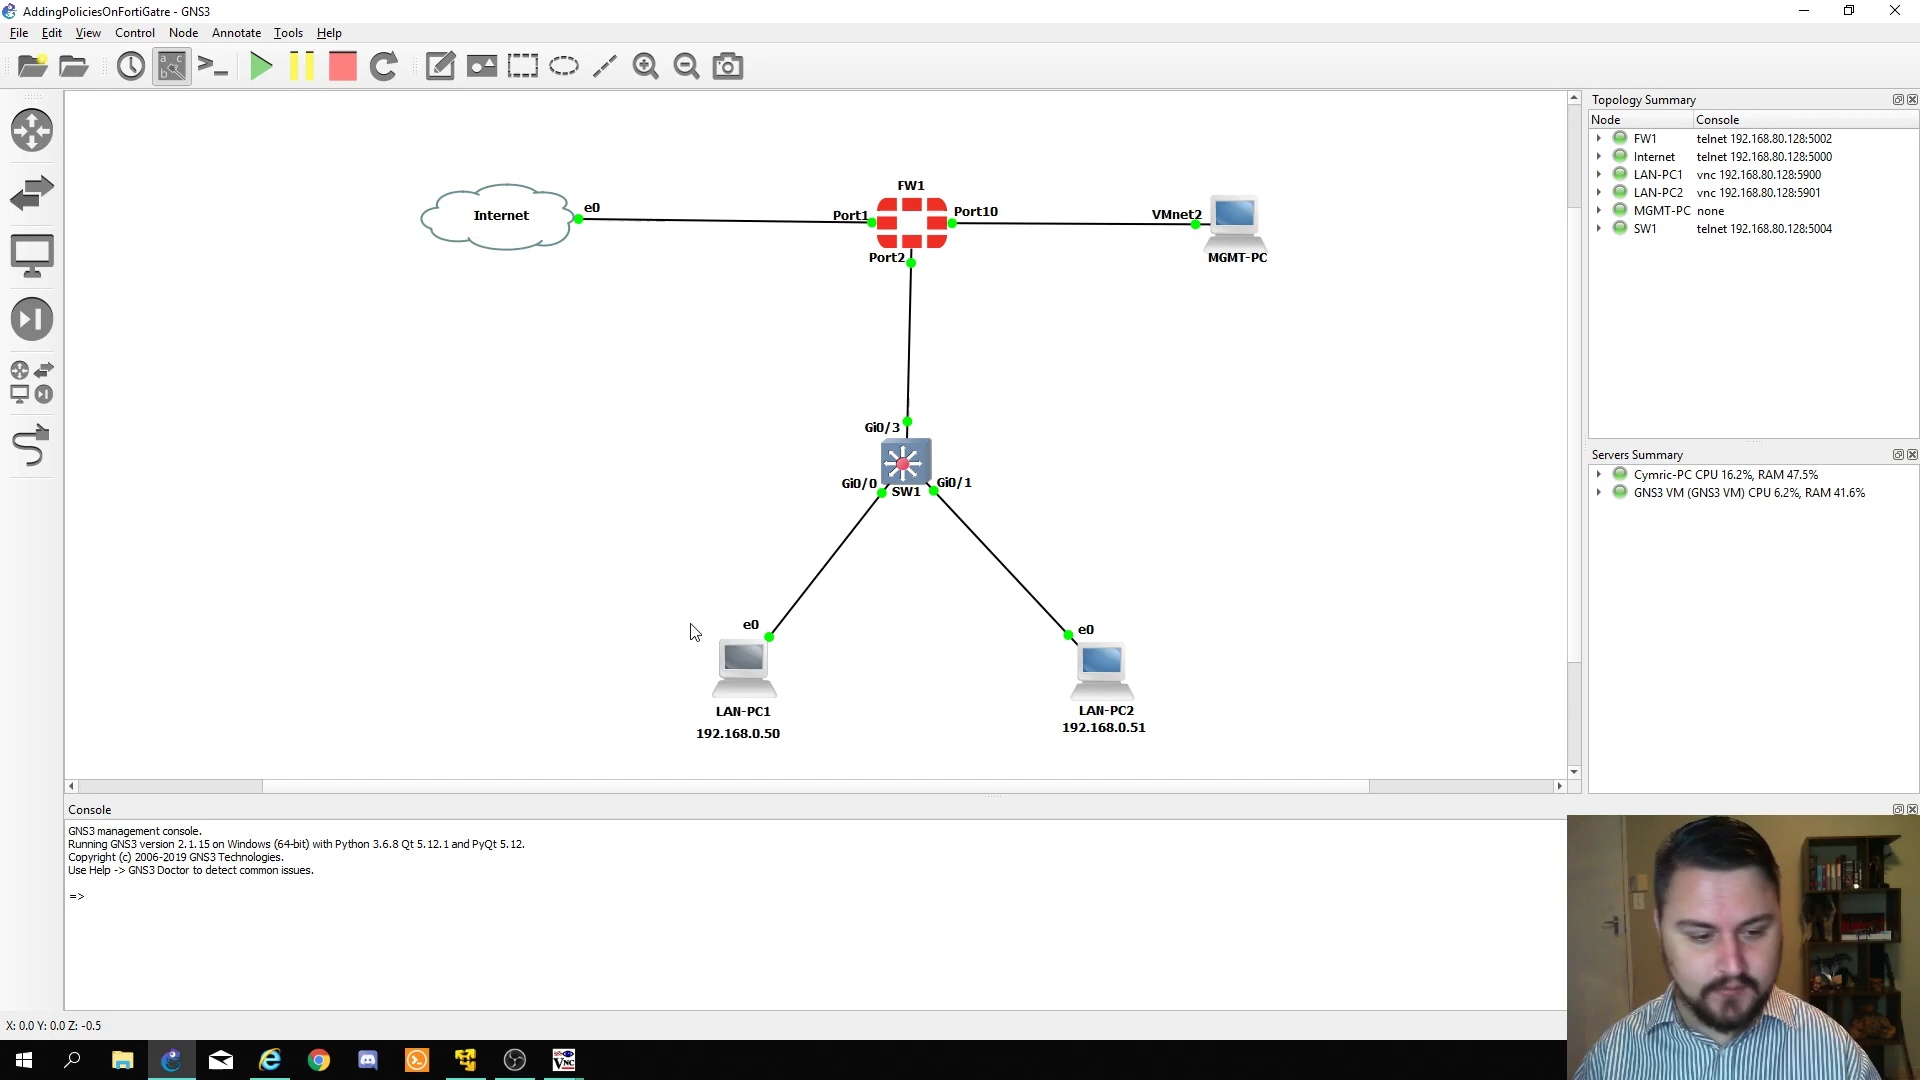 AddingPoliciesOnFortiGatre - GNS3
File Edit View Control Node Annotate Tools Help
Topology Summary
Node Console
FW1 telnet 192.168.80.128:5002
Internet telnet 192.168.80.128:5000
LAN-PC1 vnc 192.168.80.128:5900
LAN-PC2 vnc 192.168.80.128:5901
MGMT-PC none
SW1 telnet 192.168.80.128:5004
FW1
Internet
e0
Port1
Port10
VMnet2
Port2
MGMT-PC
Gi0/3
Gi0/0
SW1
Gi0/1
e0
e0
LAN-PC1
192.168.0.50
LAN-PC2
192.168.0.51
Servers Summary
Cymric-PC CPU 16.2%, RAM 47.5%
GNS3 VM (GNS3 VM) CPU 6.2%, RAM 41.6%
Console
GNS3 management console.
Running GNS3 version 2.1.15 on Windows (64-bit) with Python 3.6.8 Qt 5.12.1 and PyQt 5.12.
Copyright (c) 2006-2019 GNS3 Technologies.
Use Help -> GNS3 Doctor to detect common issues.
=>
X: 0.0 Y: 0.0 Z: -0.5